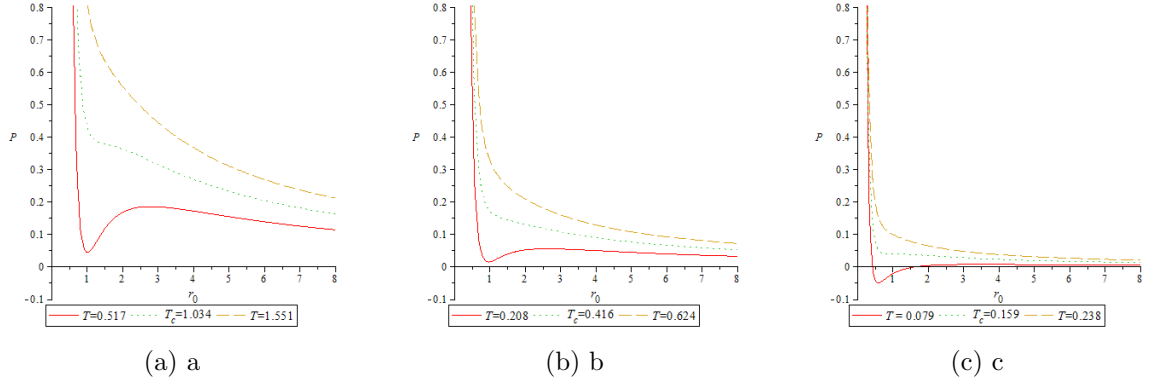 0.8
0.7
0.6
0.5
P 0.4
0.3
0.2
0.1
0
-0.1
1 2 3 4 5 6 7 8
r₀
T=0.517 T_c=1.034 T=1.551
(a) a
0.8
0.7
0.6
0.5
P 0.4
0.3
0.2
0.1
0
-0.1
1 2 3 4 5 6 7 8
r₀
T=0.208 T_c=0.416 T=0.624
(b) b
0.8
0.7
0.6
0.5
P 0.4
0.3
0.2
0.1
0
-0.1
1 2 3 4 5 6 7 8
r₀
T = 0.079 T_c=0.159 T=0.238
(c) c